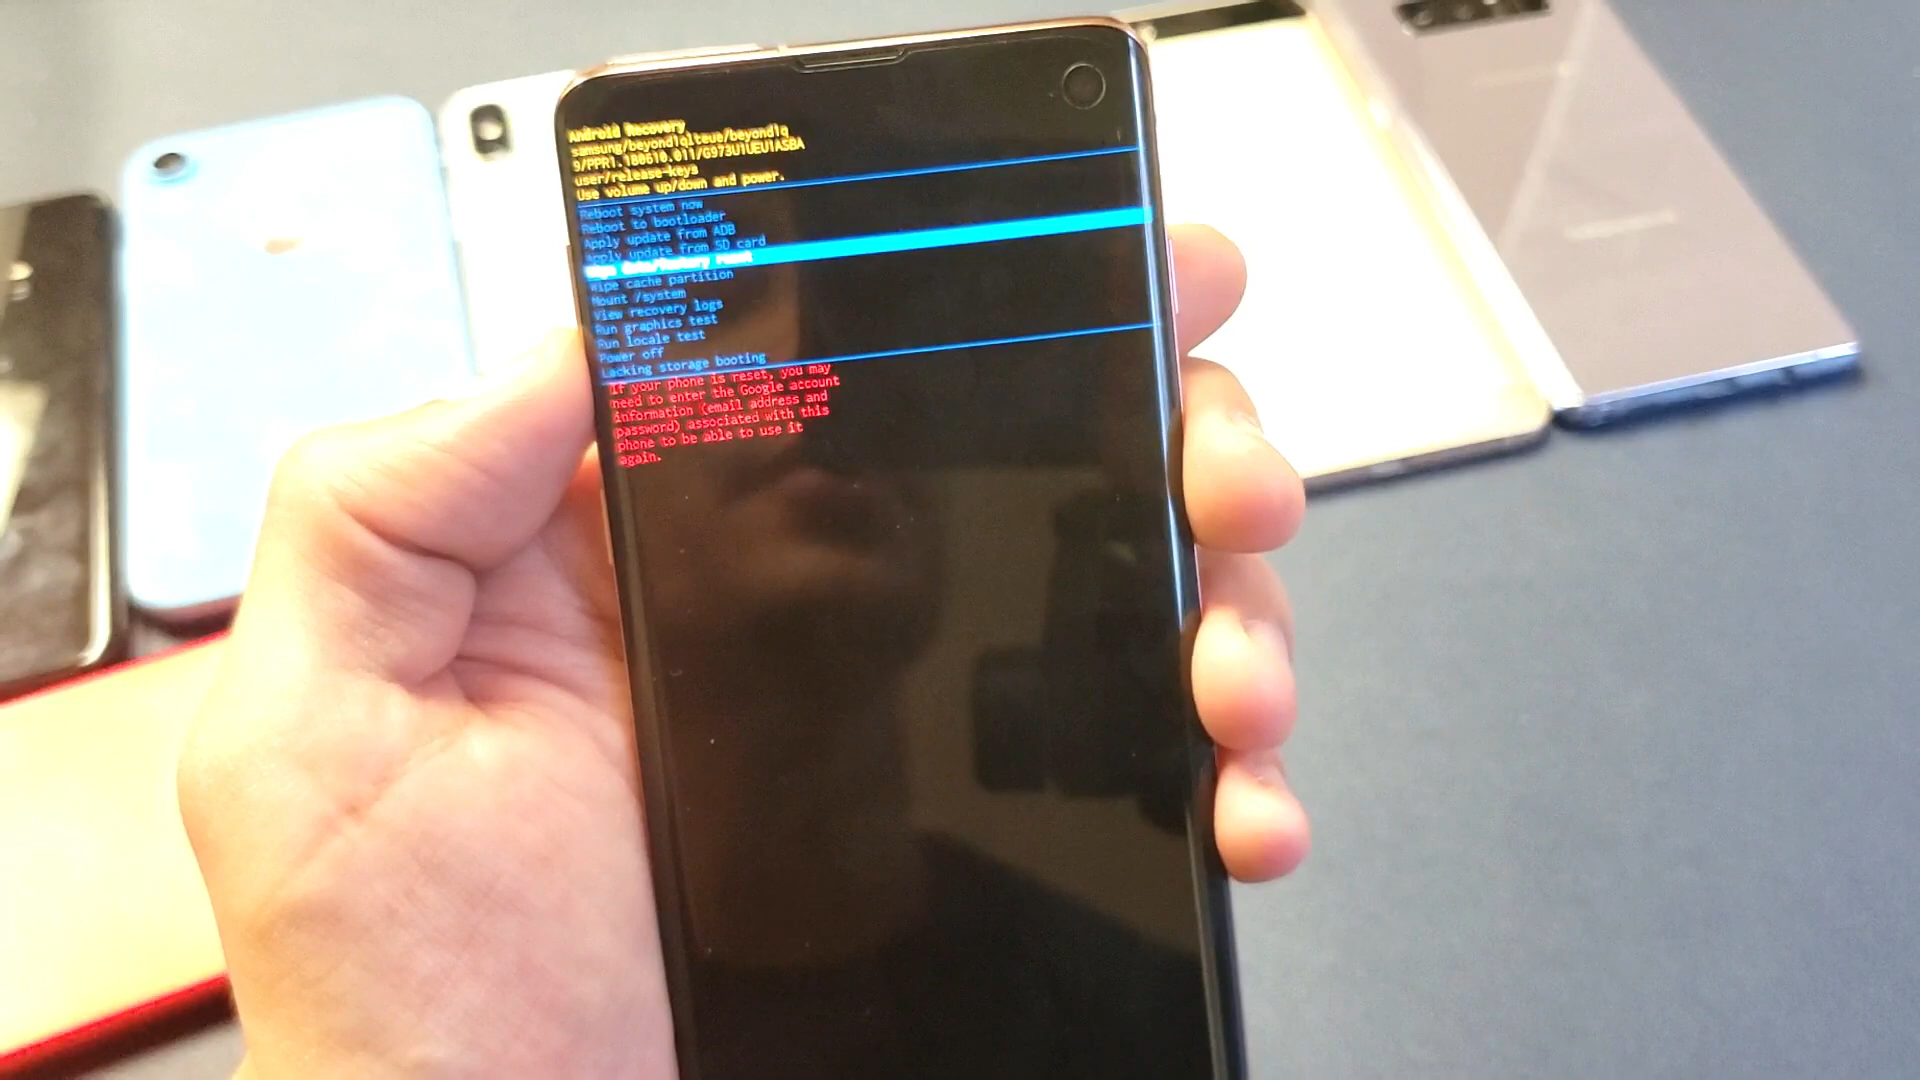 Android Recovery
samsung/beyond1qlteue/beyond1q
9/PPR1.180610.011/G973U1UEU1ASBA
user/release-keys
Use volume up/down and power.
Reboot system now
Reboot to bootloader
Apply update from ADB
Apply update from SD card
Wipe data/factory reset
Wipe cache partition
Mount /system
View recovery logs
Run graphics test
Run locale test
Power off
Lacking storage booting
If your phone is reset, you may
need to enter the Google account
information (email address and
password) associated with this
phone to be able to use it
again.